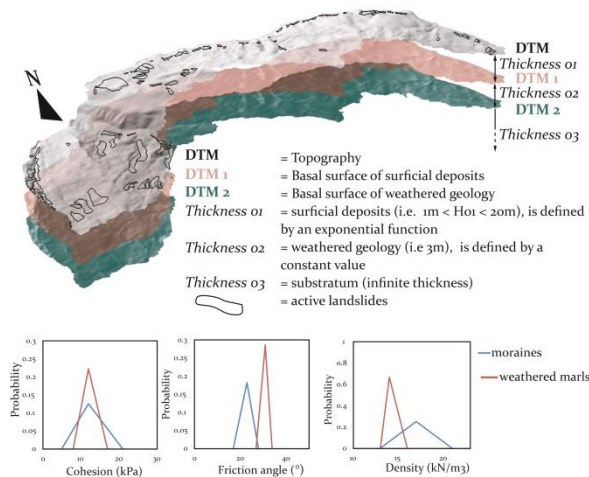 N
DTM
Thickness 01
DTM 1
Thickness 02
DTM 2
Thickness 03
DTM = Topography
DTM 1 = Basal surface of surficial deposits
DTM 2 = Basal surface of weathered geology
Thickness 01 = surficial deposits (i.e. 1m < H01 < 20m), is defined
by an exponential function
Thickness 02 = weathered geology (i.e 3m), is defined by a
constant value
Thickness 03 = substratum (infinite thickness)
= active landslides
Probability
0.3
0.25
0.2
0.15
0.1
0.05
0
0 10 20 30
Cohesion (kPa)
Probability
0.3
0.25
0.2
0.15
0.1
0.05
0
0 20 40
Friction angle (°)
Probability
1
0.8
0.6
0.4
0.2
0
10 15 20
Density (kN/m3)
moraines
weathered marls